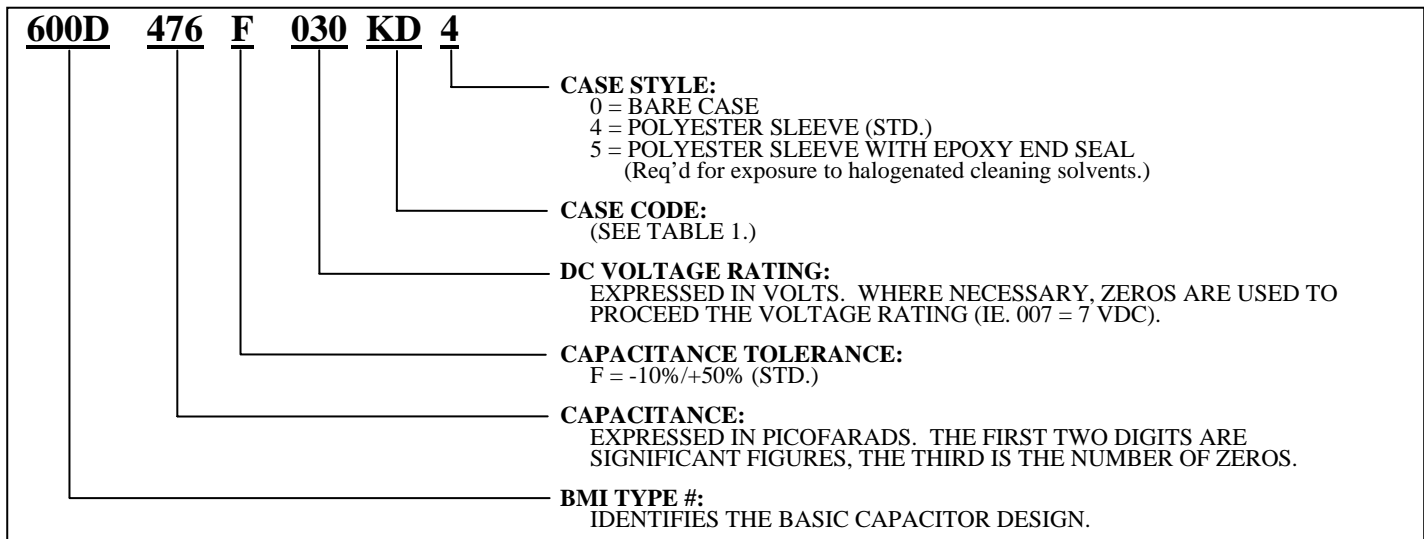 600D 476 F 030 KD 4
CASE STYLE:
0 = BARE CASE
4 = POLYESTER SLEEVE (STD.)
5 = POLYESTER SLEEVE WITH EPOXY END SEAL
(Req’d for exposure to halogenated cleaning solvents.)
CASE CODE:
(SEE TABLE 1.)
DC VOLTAGE RATING:
EXPRESSED IN VOLTS. WHERE NECESSARY, ZEROS ARE USED TO
PROCEED THE VOLTAGE RATING (IE. 007 = 7 VDC).
CAPACITANCE TOLERANCE:
F = -10%/+50% (STD.)
CAPACITANCE:
EXPRESSED IN PICOFARADS. THE FIRST TWO DIGITS ARE
SIGNIFICANT FIGURES, THE THIRD IS THE NUMBER OF ZEROS.
BMI TYPE #:
IDENTIFIES THE BASIC CAPACITOR DESIGN.